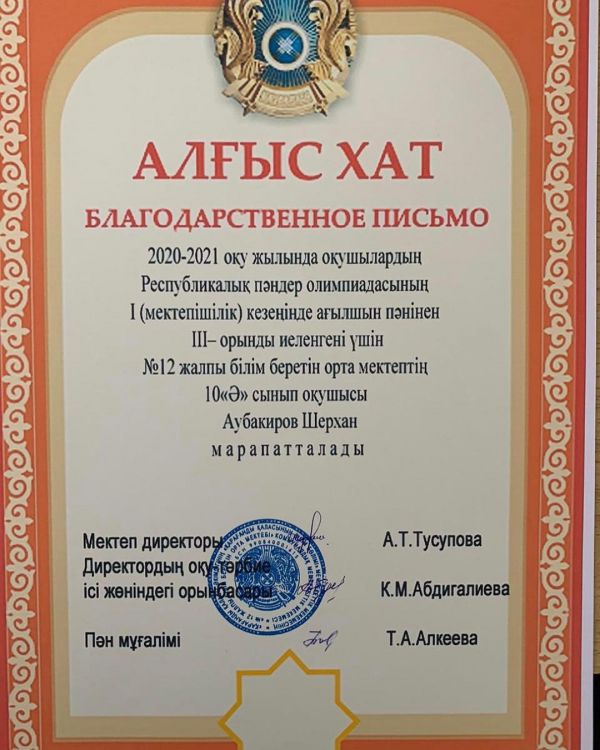 АЛҒЫС ХАТ
БЛАГОДАРСТВЕННОЕ ПИСЬМО
2020-2021 оқу жылында оқушылардың
Республикалық пәндер олимпиадасының
I (мектепішілік) кезеңінде ағылшын пәнінен
III– орынды иеленгені үшін
№12 жалпы білім беретін орта мектептің
10«Ә» сынып оқушысы
Аубакиров Шерхан
марапатталады
Мектеп директоры А.Т.Тусупова
Директордың оқу-тәрбие
ісі жөніндегі орынбасары К.М.Абдигалиева
Пән мұғалімі Т.А.Алкеева